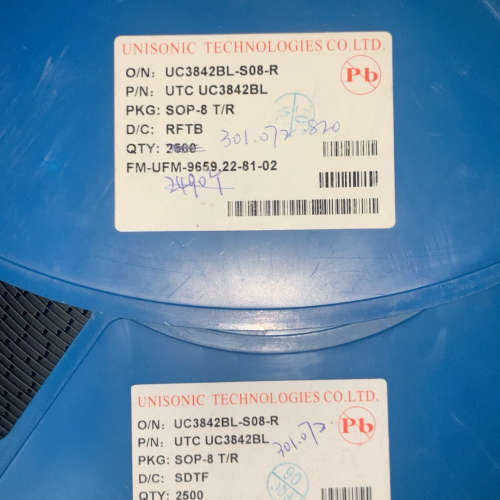 UNISONIC TECHNOLOGIES CO,LTD.
O/N: UC3842BL-S08-R
P/N: UTC UC3842BL
PKG: SOP-8 T/R
D/C: RFTB
QTY: 2500
301.072.820
FM-UFM-9659,22-81-02
Pb
UNISONIC TECHNOLOGIES CO.LTD.
O/N: UC3842BL-S08-R
P/N: UTC UC3842BL
PKG: SOP-8 T/R
D/C: SDTF
QTY: 2500
301.072.
Pb